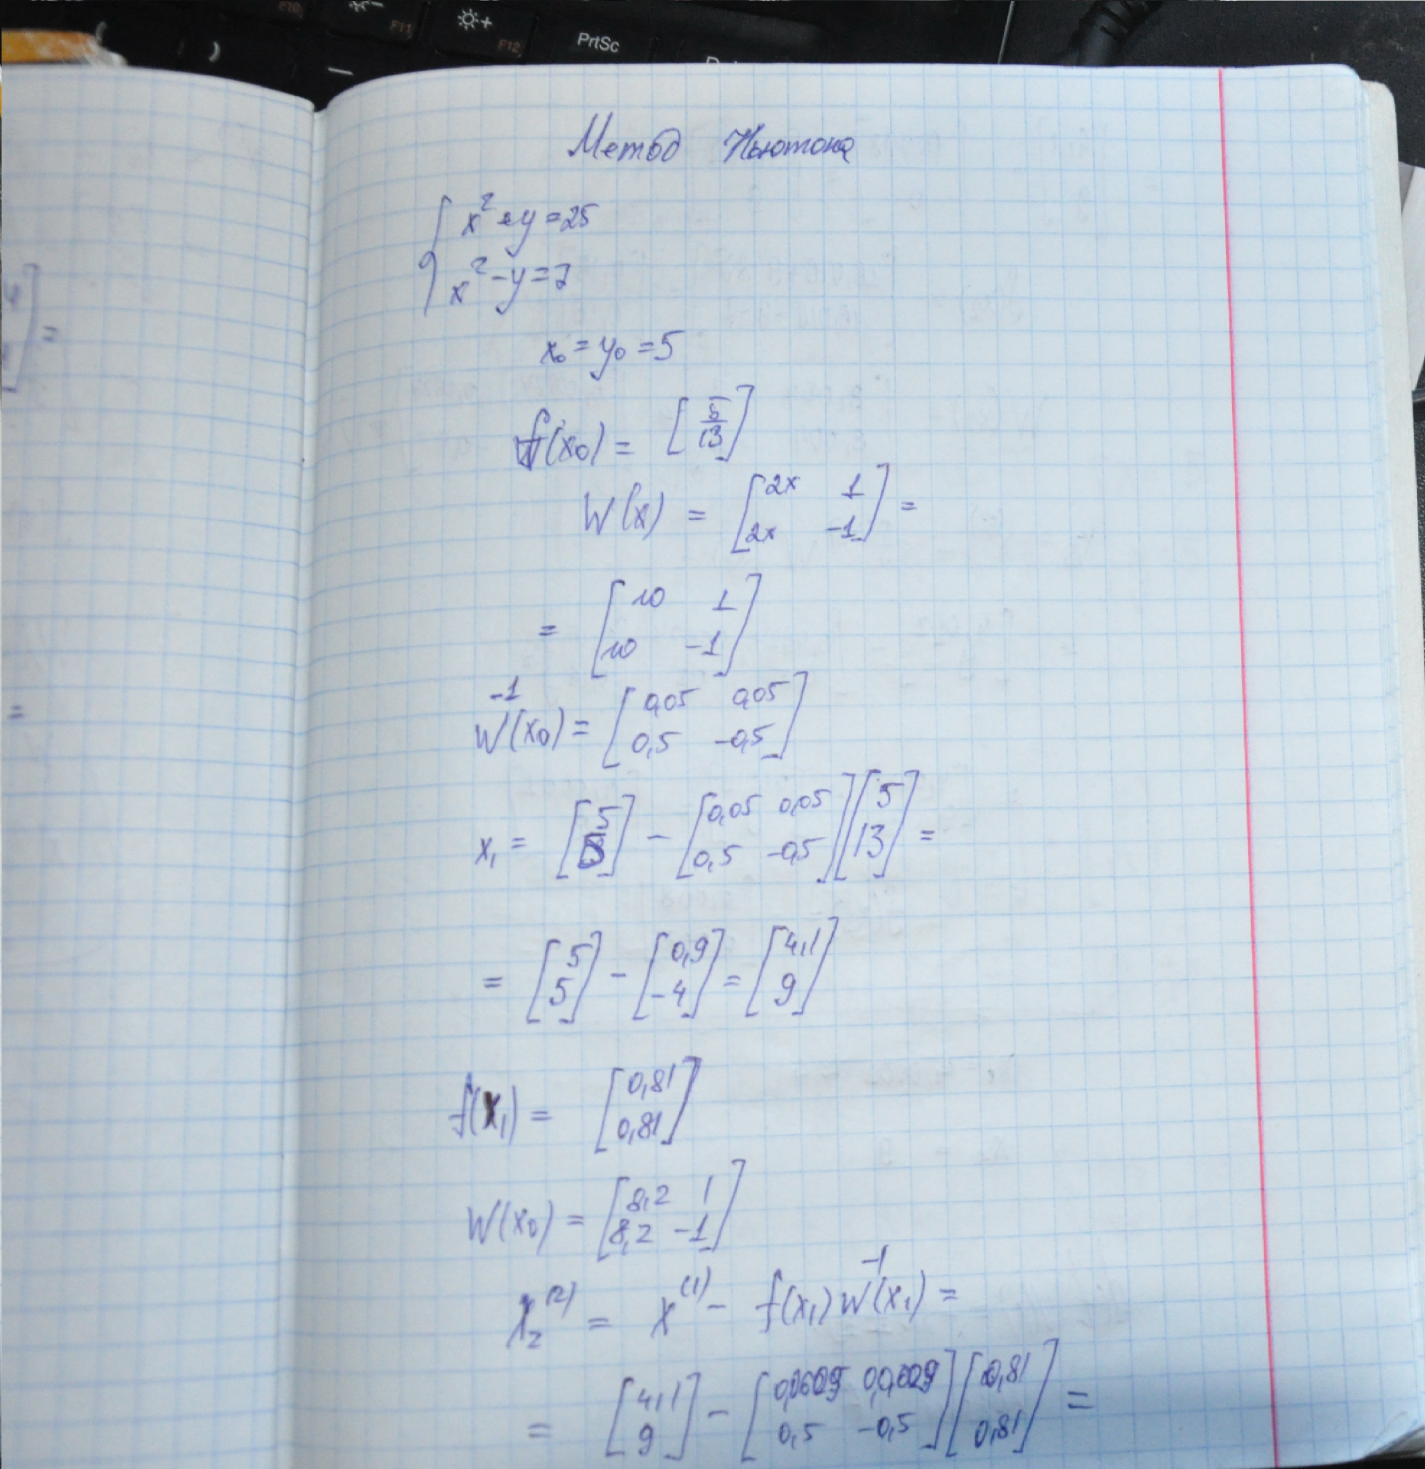 F10
F11
F12
PrtSc
Метод Ньютона
{ x² + y = 25
x² - y = 7
x₀ = y₀ = 5
f(x₀) = [5 13]
W(x) = [2x 1
2x -1] =
= [10 1
10 -1]
W⁻¹(x₀) = [0,05 0,05
0,5 -0,5]
x₁ = [5 5] - [0,05 0,05
0,5 -0,5] [5 13] =
= [5 5] - [0,9 -4] = [4,1 9]
f(x₁) = [0,81
0,81]
W(x₀) = [8,2 1
8,2 -1]
x₂⁽²⁾ = x⁽¹⁾ - f(x₁) W⁻¹(x₁) =
= [4,1 9] - [0,0609 0,0609
0,5 -0,5] [0,81 0,81] =